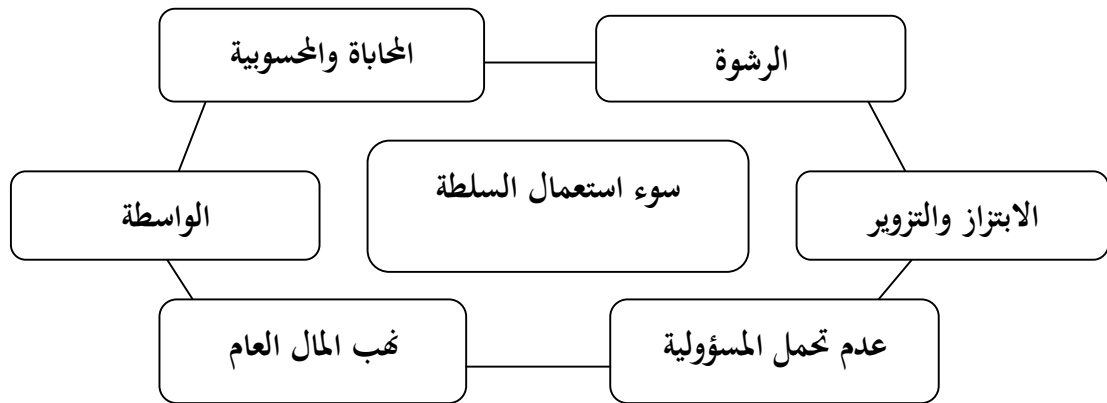 الرشوة
المحاباة والمحسوبية
سوء استعمال السلطة
الابتزاز والتزوير
الواسطة
عدم تحمل المسؤولية
نهب المال العام